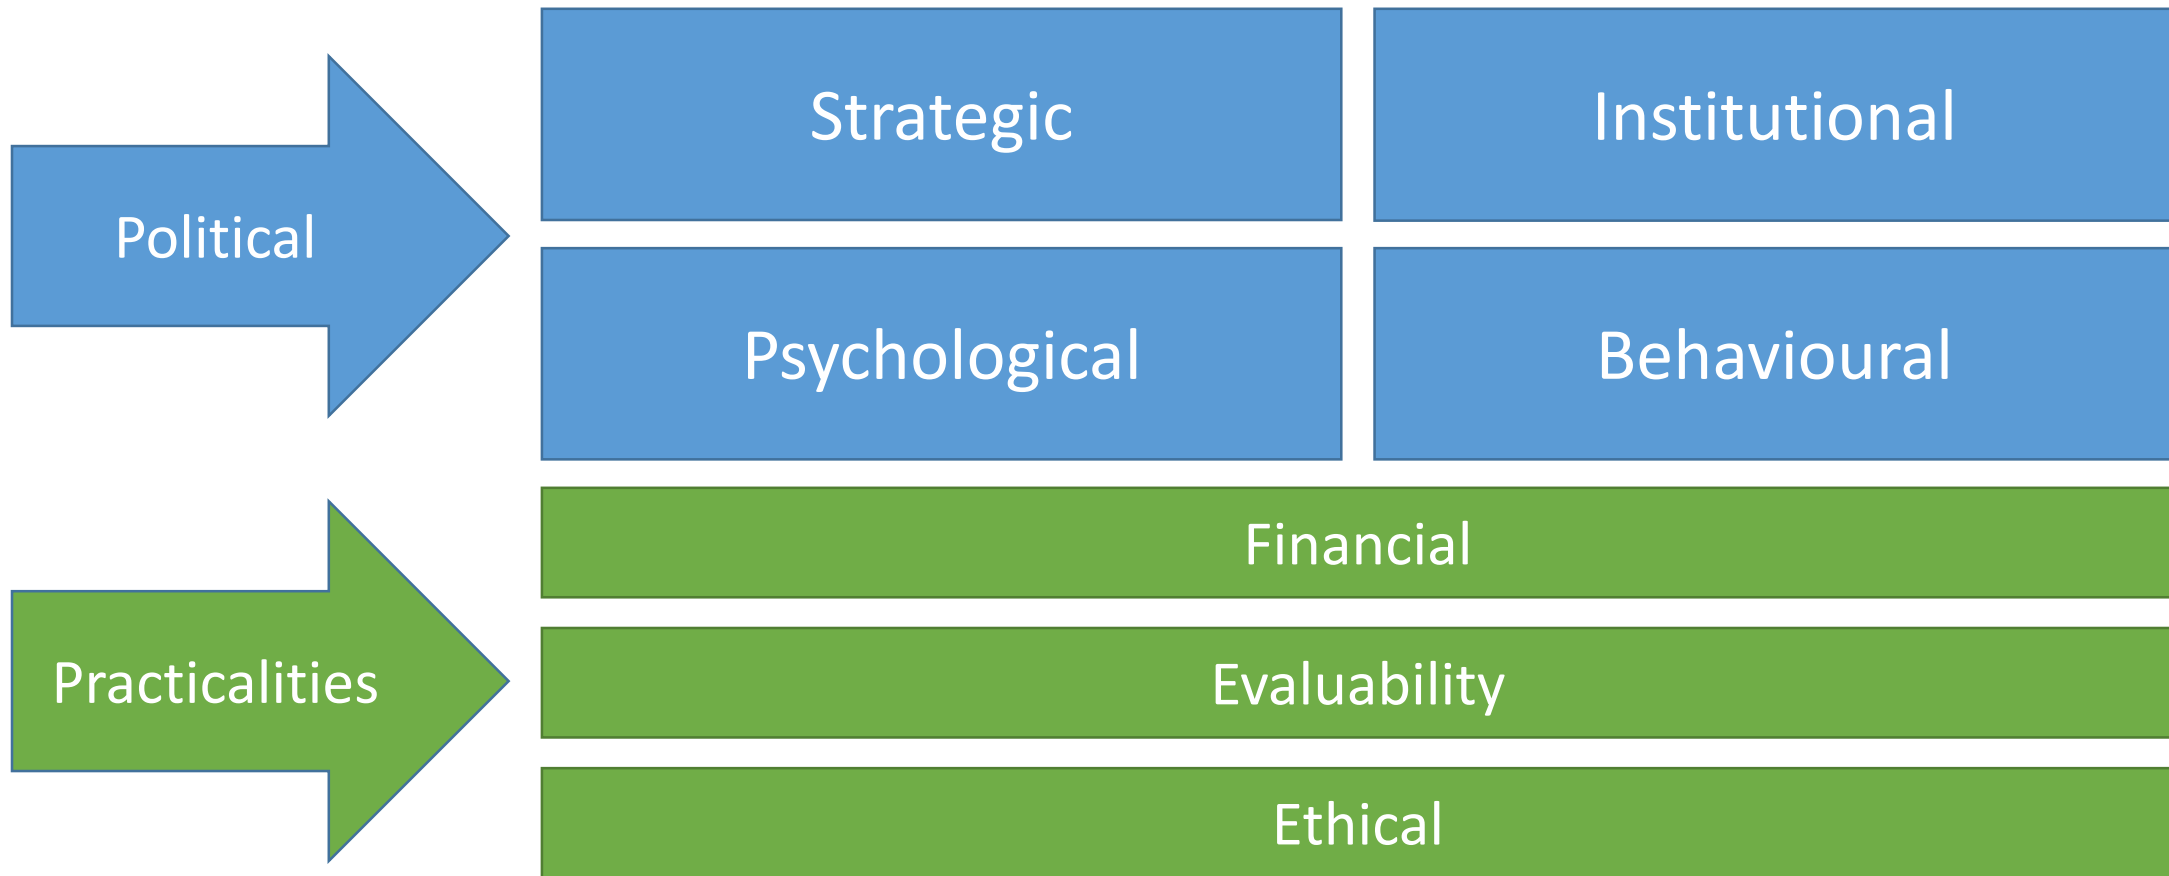 Political
Strategic
Institutional
Psychological
Behavioural
Practicalities
Financial
Evaluability
Ethical